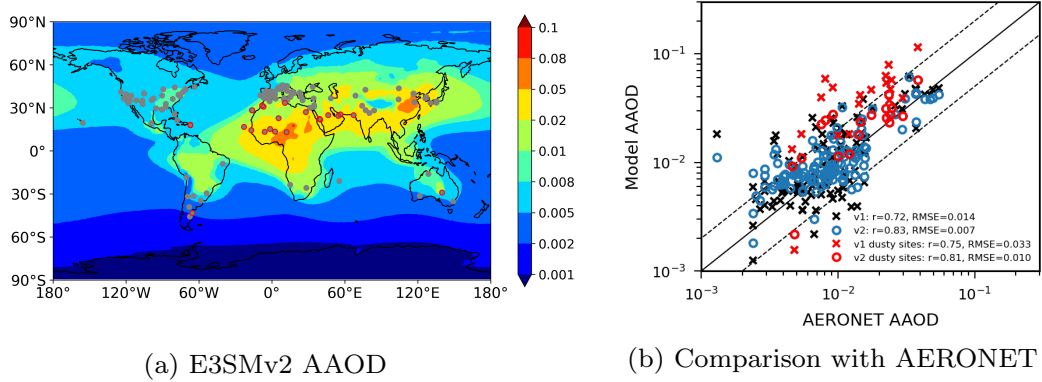 90°N
60°N
30°N
0°
30°S
60°S
90°S
180°
120°W
60°W
0°
60°E
120°E
180°
0.1
0.08
0.05
0.02
0.01
0.008
0.005
0.002
0.001
(a) E3SMv2 AAOD
Model AAOD
10⁻¹
10⁻²
10⁻³
v1: r=0.72, RMSE=0.014
v2: r=0.83, RMSE=0.007
v1 dusty sites: r=0.75, RMSE=0.033
v2 dusty sites: r=0.81, RMSE=0.010
10⁻³
10⁻²
10⁻¹
AERONET AAOD
(b) Comparison with AERONET